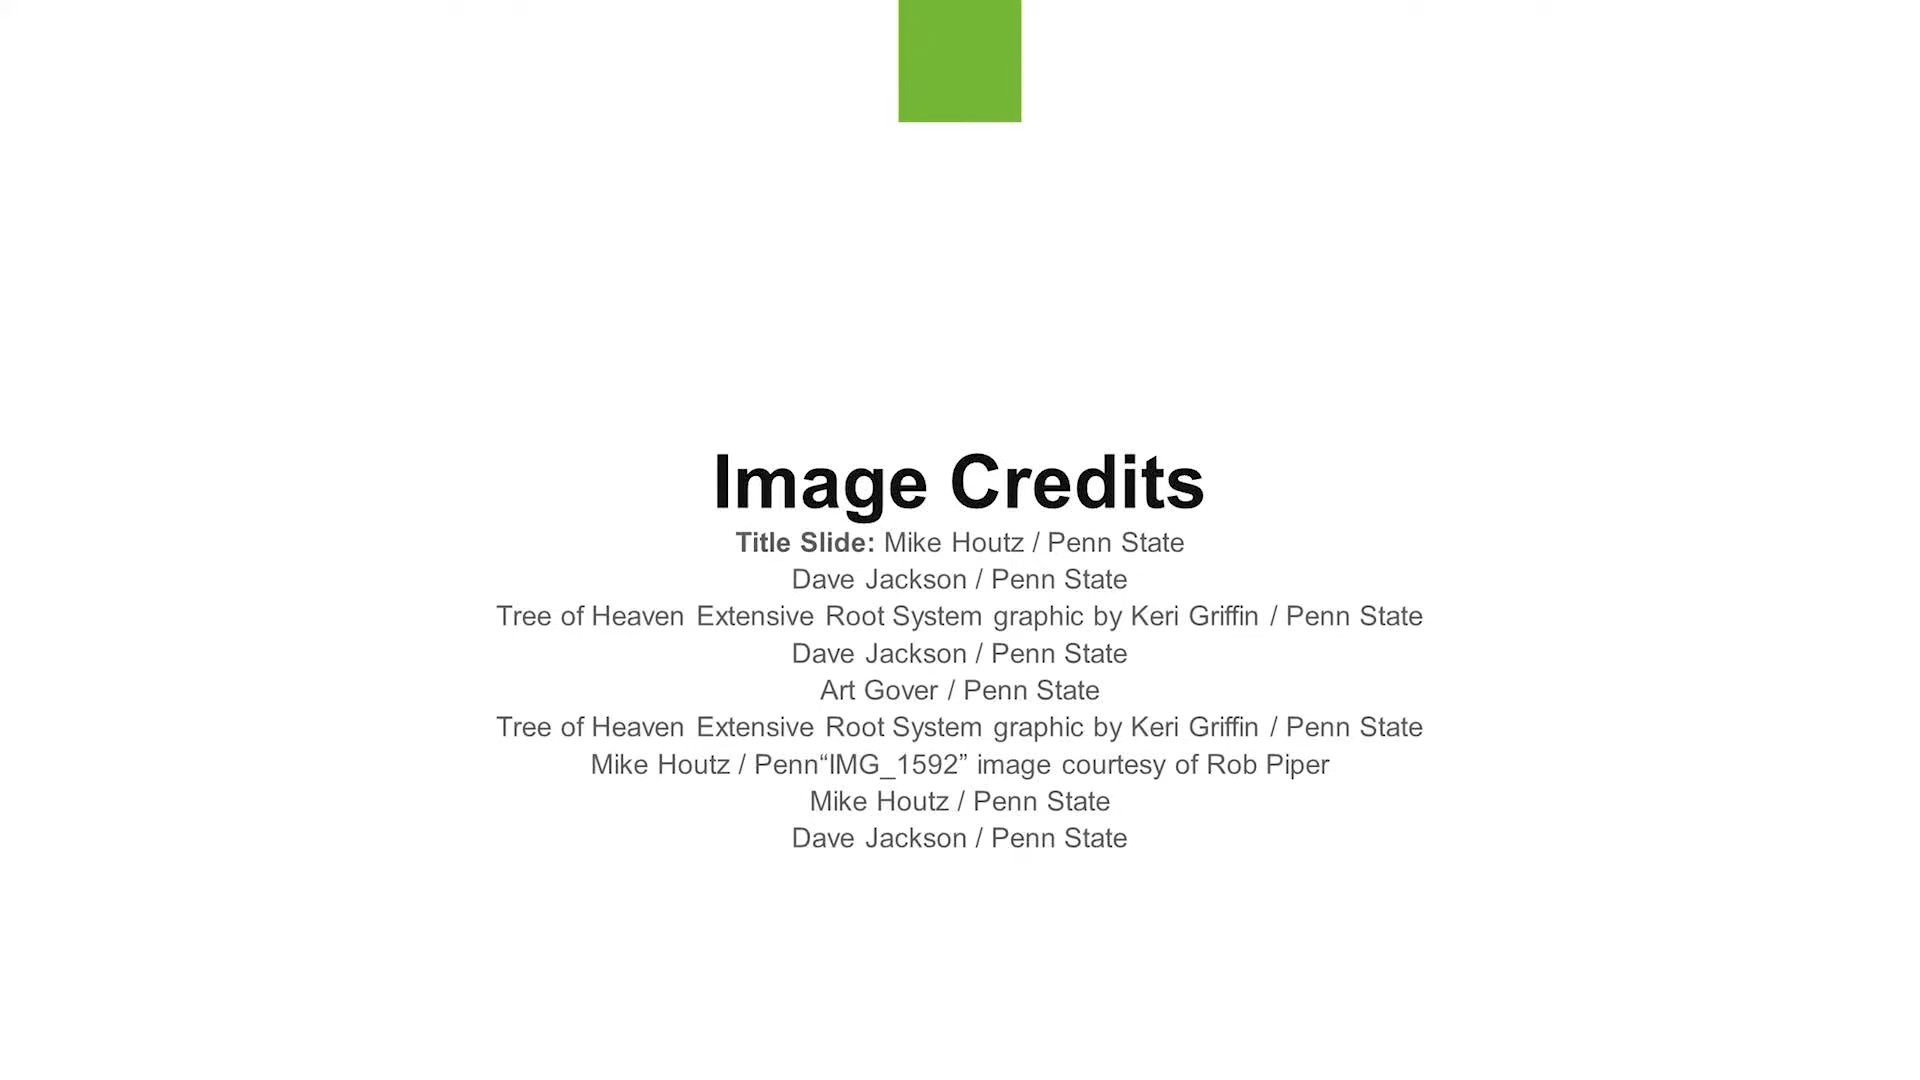 Image Credits
Title Slide: Mike Houtz / Penn State
Dave Jackson / Penn State
Tree of Heaven Extensive Root System graphic by Keri Griffin / Penn State
Dave Jackson / Penn State
Art Gover / Penn State
Tree of Heaven Extensive Root System graphic by Keri Griffin / Penn State
Mike Houtz / Penn“IMG_1592” image courtesy of Rob Piper
Mike Houtz / Penn State
Dave Jackson / Penn State